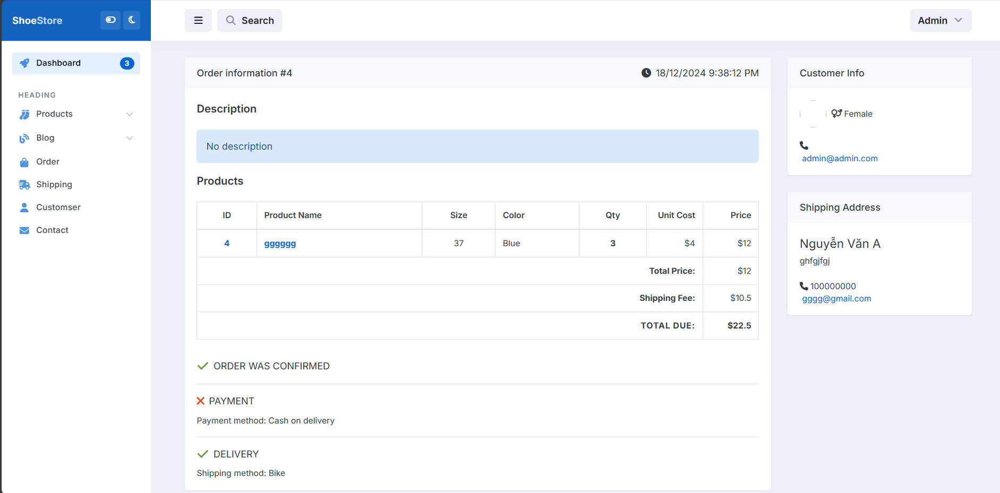 ShoeStore
Search
Admin
Dashboard 3
HEADING
Products
Blog
Order
Shipping
Customser
Contact
Order information #4 18/12/2024 9:38:12 PM
Description
No description
Products
ID Product Name Size Color Qty Unit Cost Price
4 gggggg 37 Blue 3 $4 $12
Total Price: $12
Shipping Fee: $10.5
TOTAL DUE: $22.5
ORDER WAS CONFIRMED
PAYMENT
Payment method: Cash on delivery
DELIVERY
Shipping method: Bike
Customer Info
Female
admin@admin.com
Shipping Address
Nguyễn Văn A
ghfgjfgj
100000000
gggg@gmail.com